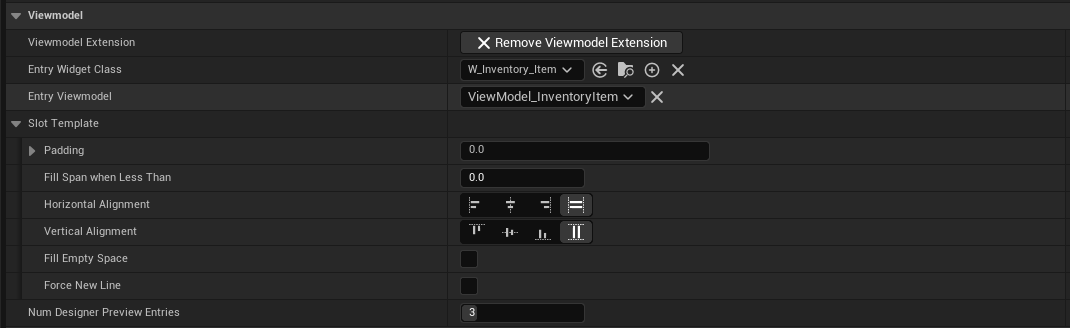 Viewmodel
Viewmodel Extension Remove Viewmodel Extension
Entry Widget Class W_Inventory_Item
Entry Viewmodel ViewModel_InventoryItem
Slot Template
Padding 0.0
Fill Span when Less Than 0.0
Horizontal Alignment
Vertical Alignment
Fill Empty Space
Force New Line
Num Designer Preview Entries 3